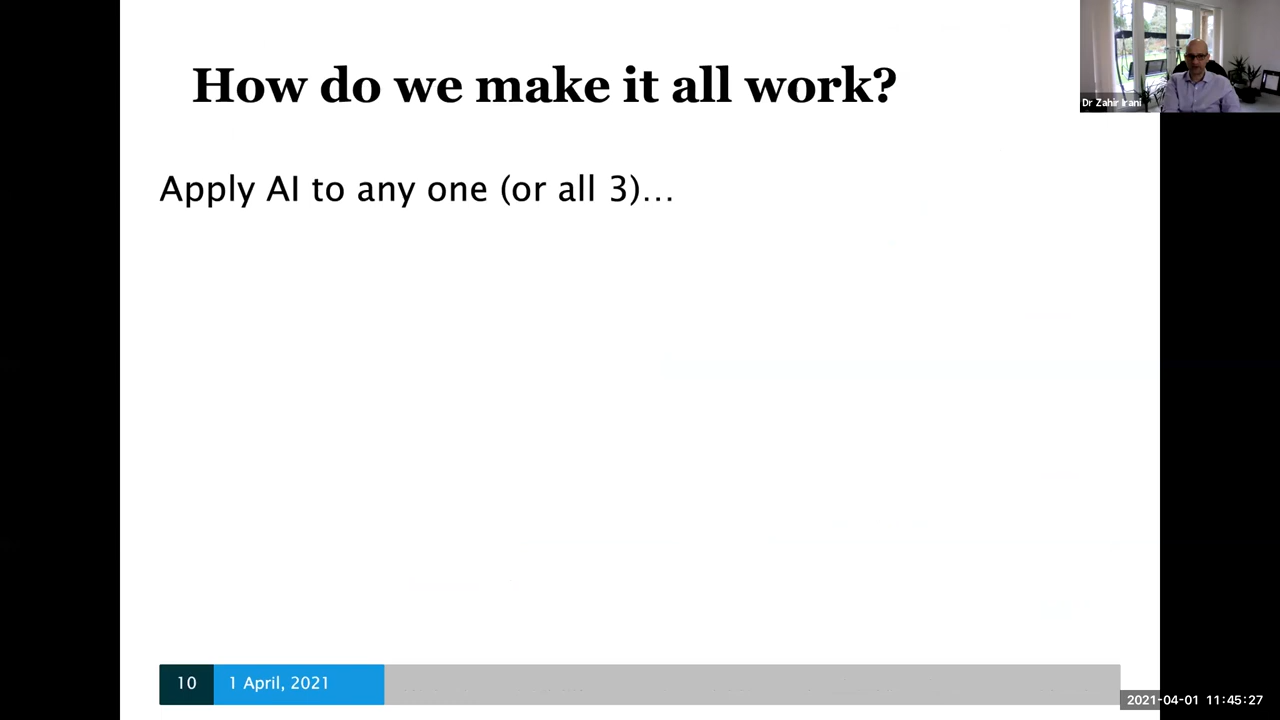 How do we make it all work?
Dr Zahir Irani
Apply AI to any one (or all 3)...
10
1 April, 2021
2021-04-01 11:45:27